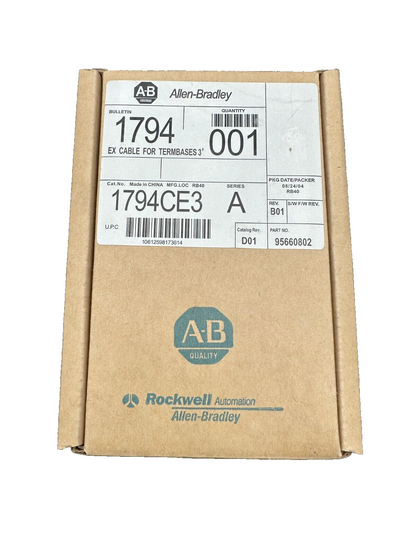 A-B
Allen-Bradley
BULLETIN
QUANTITY
1794
001
EX CABLE FOR TERMBASES 3'
PKG DATE/PACKER
08/24/04
RB40
Cat.No. Made in CHINA MFG.LOC RB40
SERIES
1794CE3
A
REV.
B01
S/W F/W REV.
U.P.C
10612598173614
Catalog Rev.
D01
PART NO.
95660802
A-B
QUALITY
Rockwell Automation
Allen-Bradley